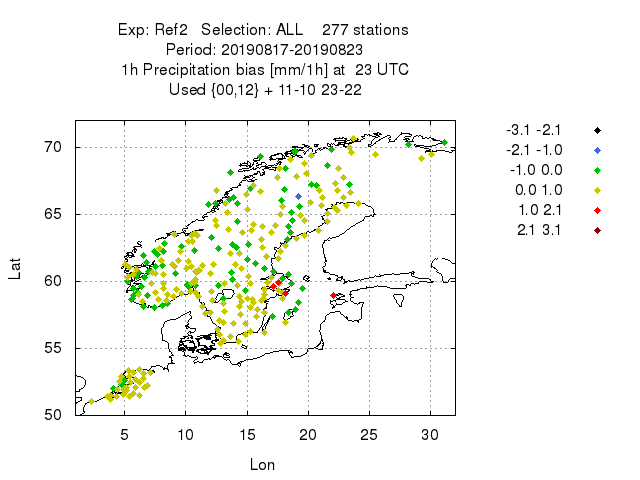 Exp: Ref2 Selection: ALL 277 stations
Period: 20190817-20190823
1h Precipitation bias [mm/1h] at 23 UTC
Used {00,12} + 11-10 23-22
-3.1 -2.1
-2.1 -1.0
-1.0 0.0
0.0 1.0
1.0 2.1
2.1 3.1
70
65
60
55
50
Lat
5 10 15 20 25 30
Lon